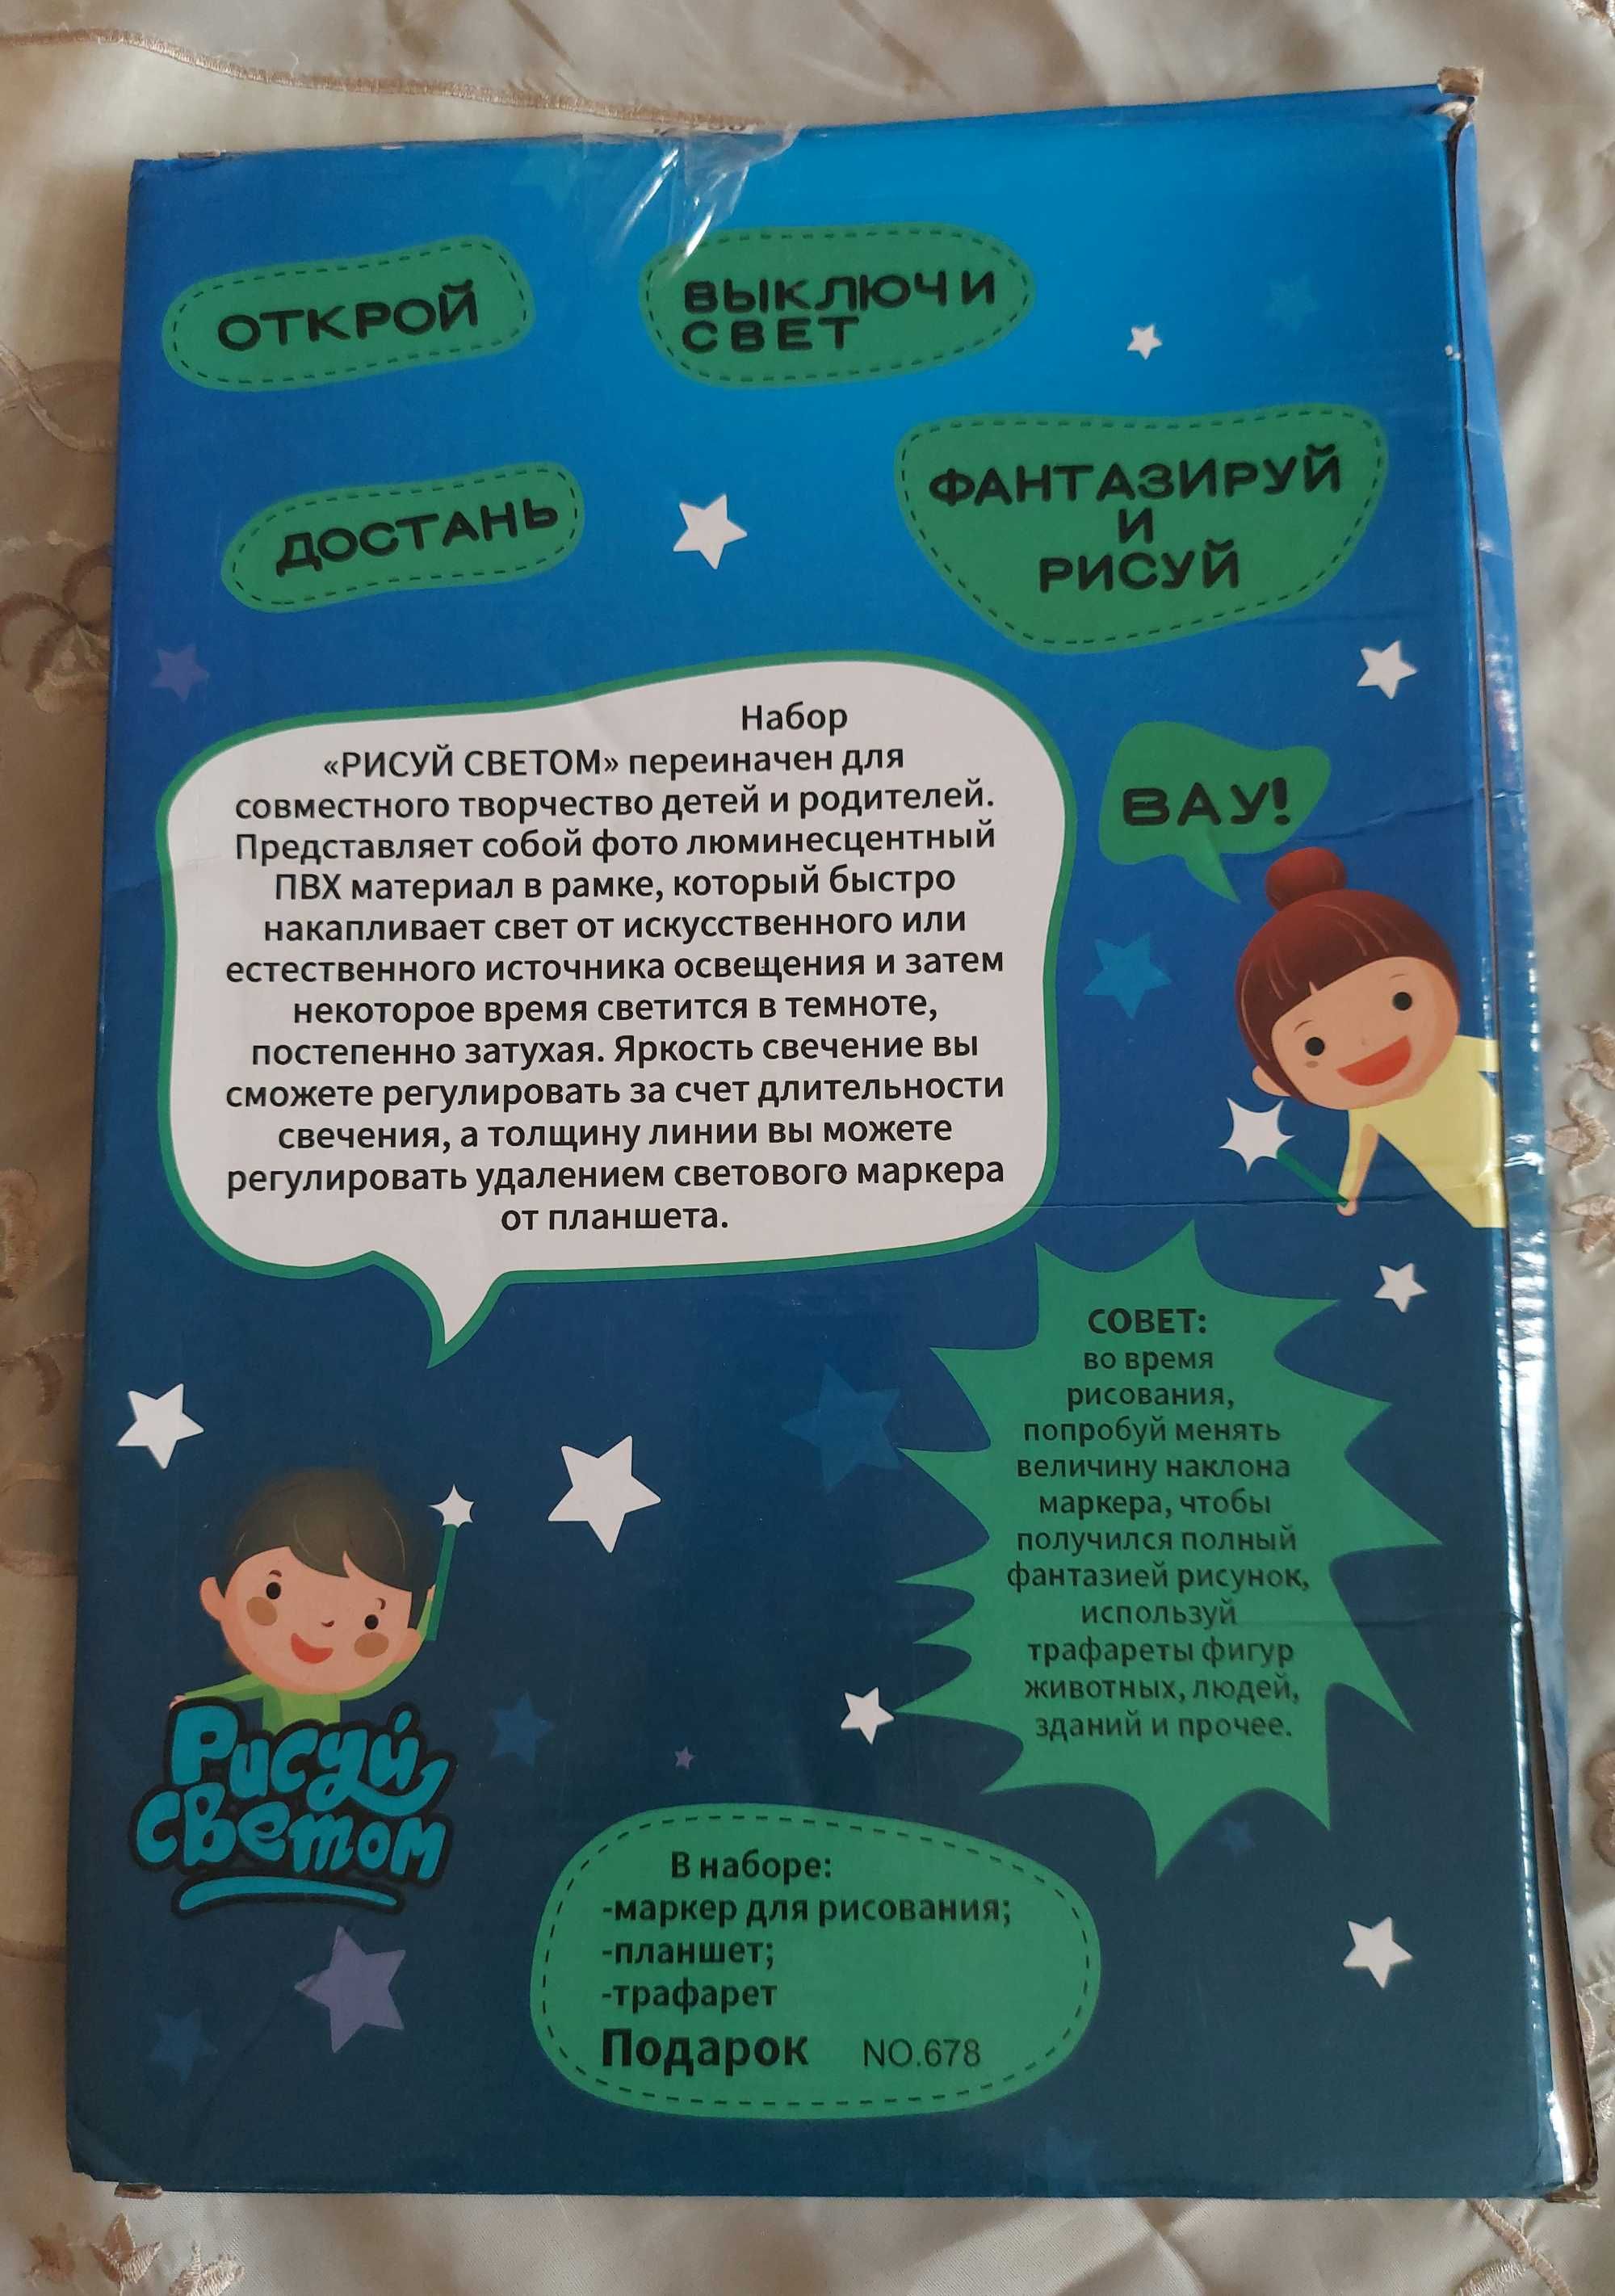 ОТКРОЙ
ВЫКЛЮЧИ
СВЕТ
ДОСТАНЬ
ФАНТАЗИРУЙ
И
РИСУЙ
Набор
«РИСУЙ СВЕТОМ» переиначен для
совместного творчество детей и родителей.
Представляет собой фото люминесцентный
ПВХ материал в рамке, который быстро
накапливает свет от искусственного или
естественного источника освещения и затем
некоторое время светится в темноте,
постепенно затухая. Яркость свечение вы
сможете регулировать за счет длительности
свечения, а толщину линии вы можете
регулировать удалением светового маркера
от планшета.
ВАУ!
СОВЕТ:
во время
рисования,
попробуй менять
величину наклона
маркера, чтобы
получился полный
фантазией рисунок,
используй
трафареты фигур
животных, людей,
зданий и прочее.
Рисуй
светом
В наборе:
-маркер для рисования;
-планшет;
-трафарет
Подарок NO.678